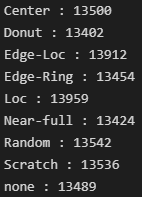 Center : 13500
Donut : 13402
Edge-Loc : 13912
Edge-Ring : 13454
Loc : 13959
Near-full : 13424
Random : 13542
Scratch : 13536
none : 13489